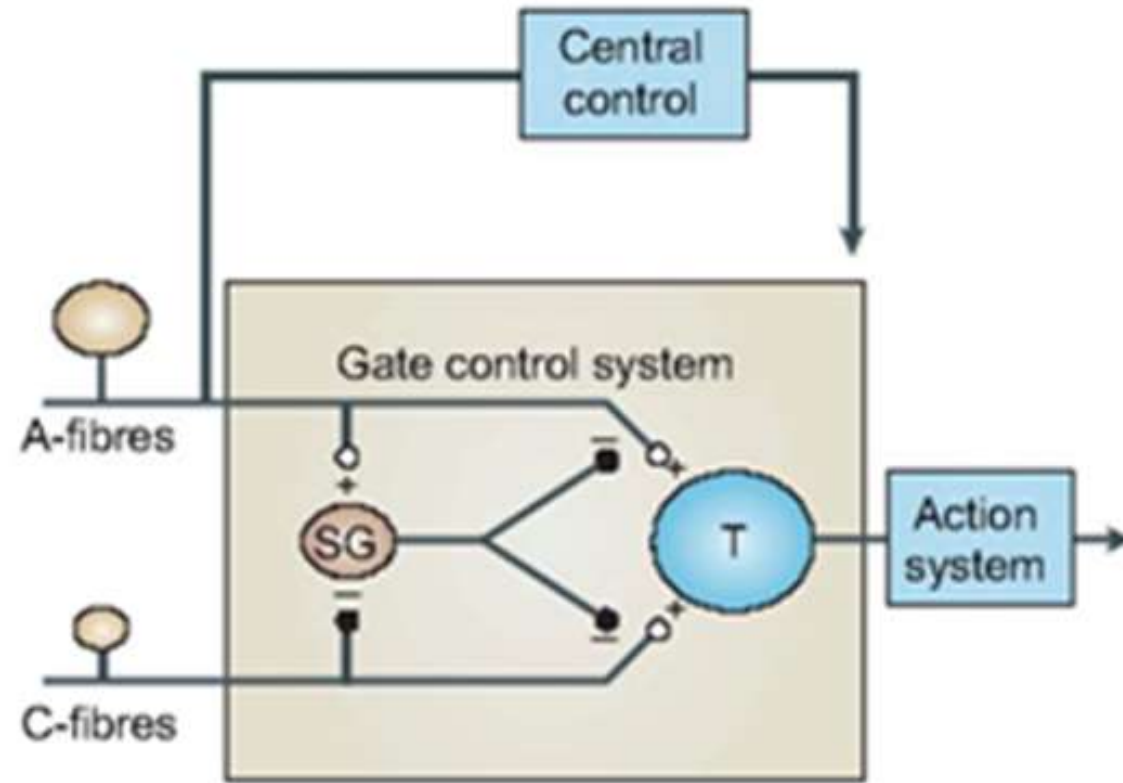 Central
control
Gate control system
A-fibres
+
–
+
SG
T
Action
system
–
–
+
C-fibres